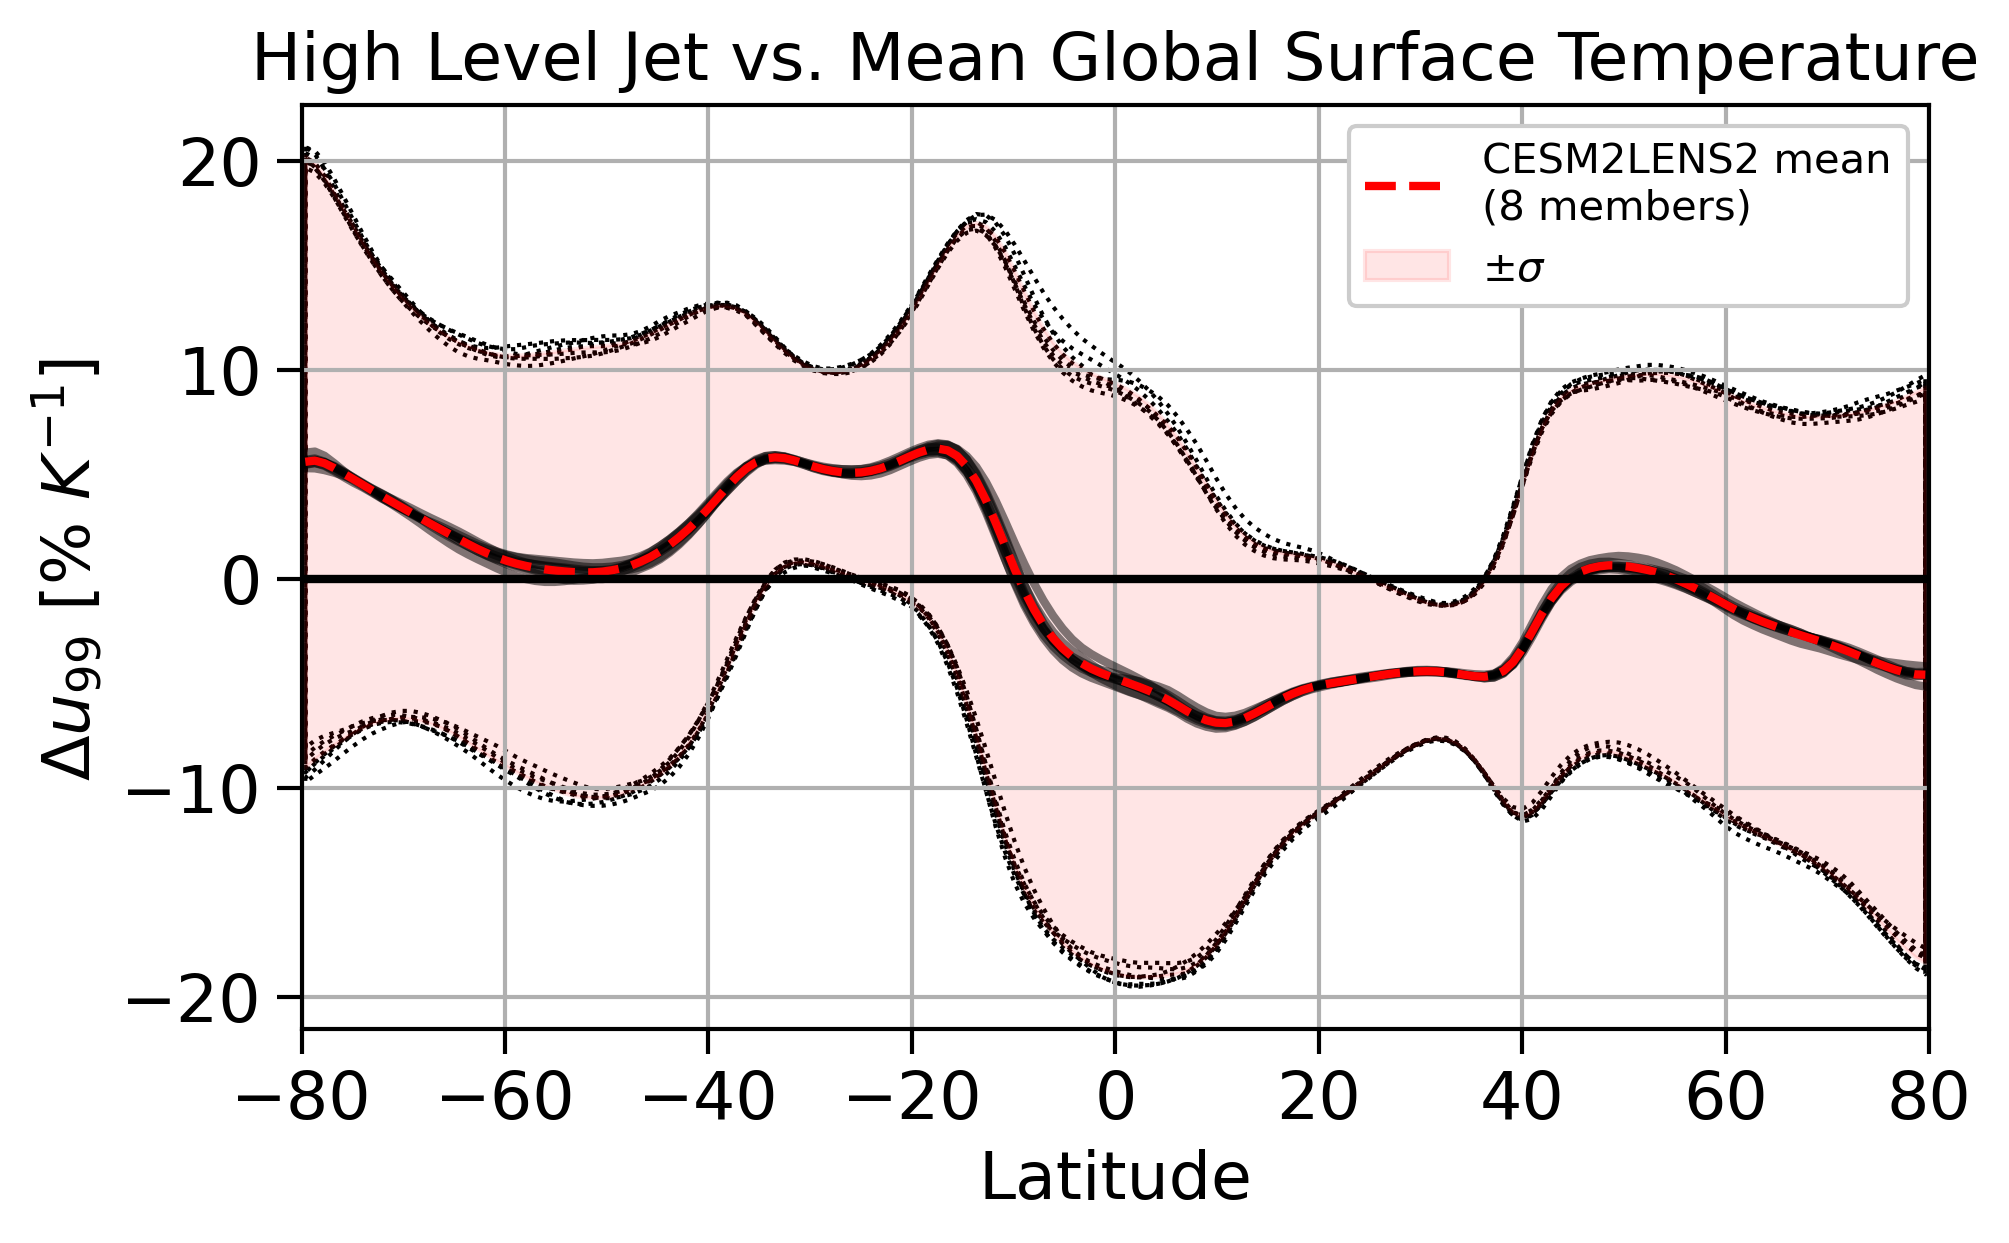 High Level Jet vs. Mean Global Surface Temperature
CESM2LENS2 mean
(8 members)
±σ
Δu₉₉ [% K⁻¹]
20
10
0
−10
−20
−80 −60 −40 −20 0 20 40 60 80
Latitude